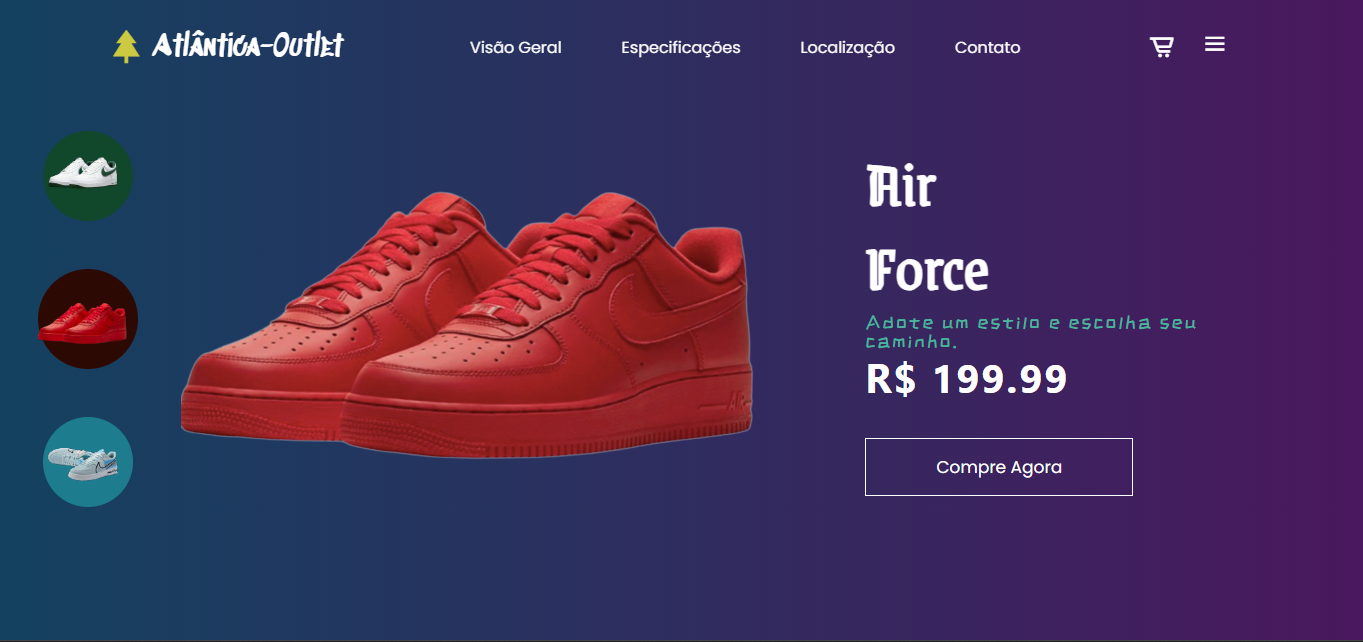 Atlântica-Outlet
Visão Geral
Especificações
Localização
Contato
Air
Force
Adote um estilo e escolha seu
caminho.
R$ 199.99
Compre Agora
AIR